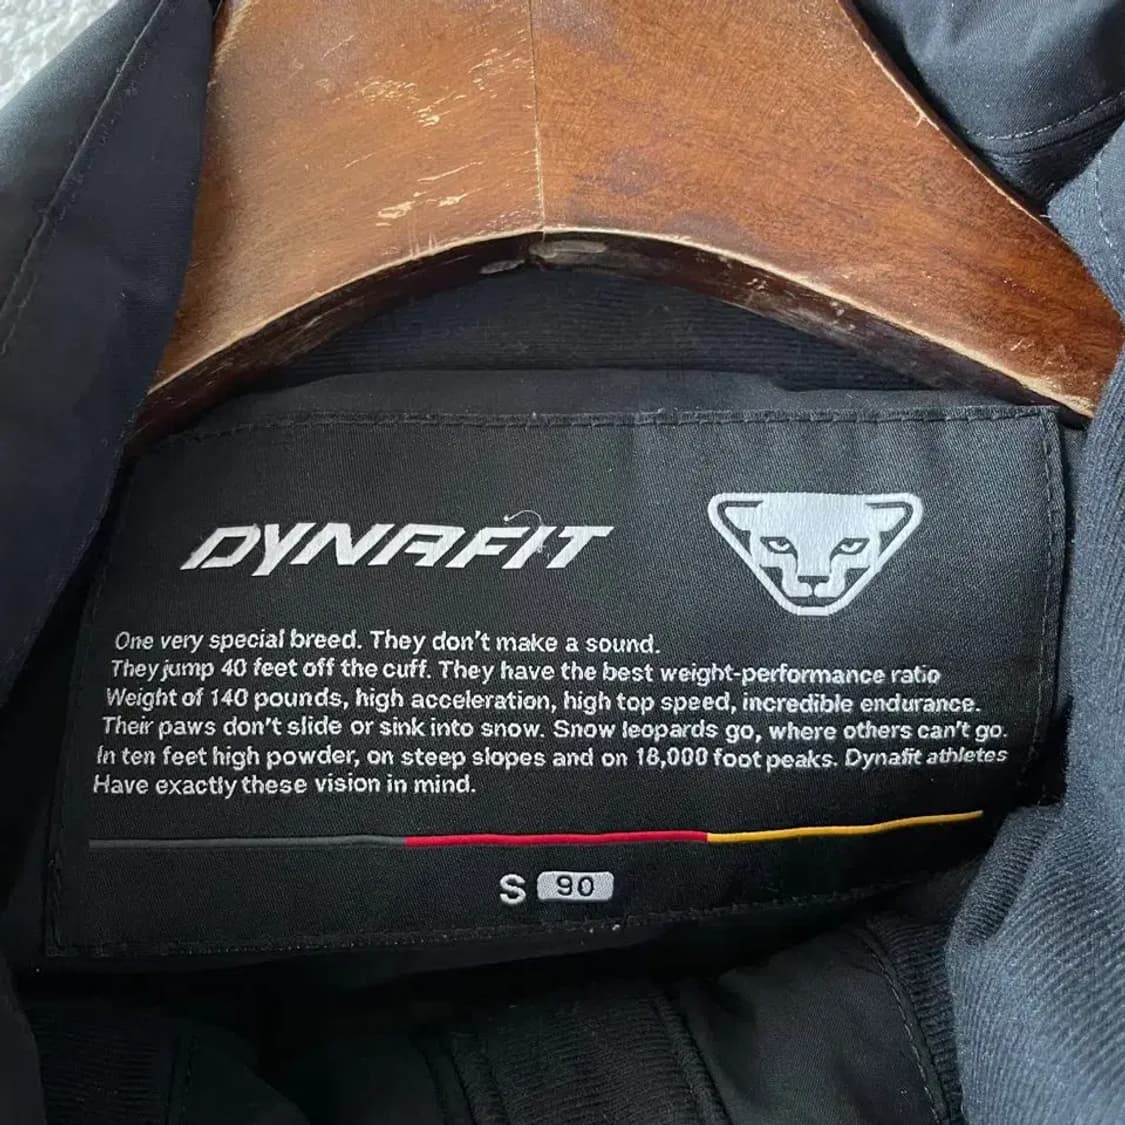 DYNAFIT
One very special breed. They don't make a sound.
They jump 40 feet off the cuff. They have the best weight-performance ratio
Weight of 140 pounds, high acceleration, high top speed, incredible endurance.
Their paws don't slide or sink into snow. Snow leopards go, where others can't go.
In ten feet high powder, on steep slopes and on 18,000 foot peaks. Dynafit athletes
Have exactly these vision in mind.
S 90